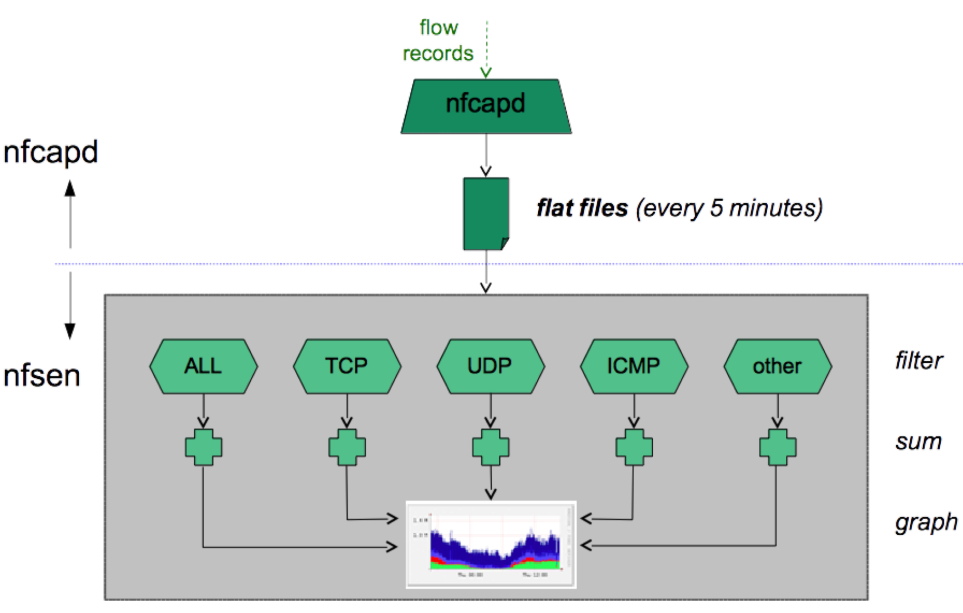 flow
records
nfcapd
nfcapd
flat files (every 5 minutes)
nfsen
ALL
TCP
UDP
ICMP
other
filter
sum
graph